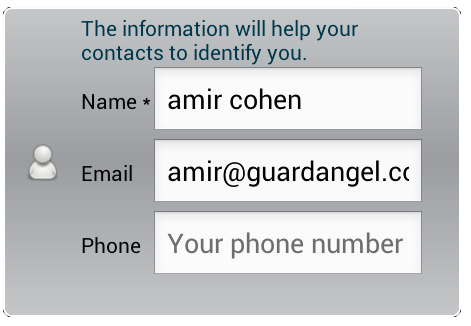 The information will help your
contacts to identify you.
Name * amir cohen
Email amir@guardangel.co
Phone Your phone number